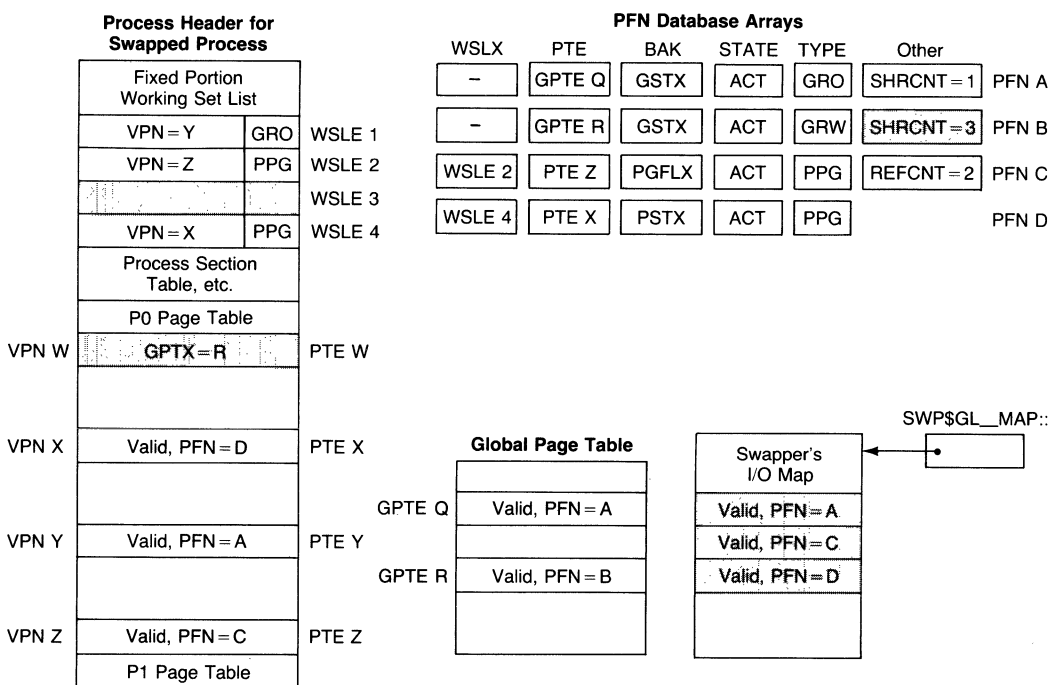 Process Header for
Swapped Process
Fixed Portion
Working Set List
VPN = Y GRO WSLE 1
VPN = Z PPG WSLE 2
WSLE 3
VPN = X PPG WSLE 4
Process Section
Table, etc.
P0 Page Table
VPN W GPTX = R PTE W
VPN X Valid, PFN = D PTE X
VPN Y Valid, PFN = A PTE Y
VPN Z Valid, PFN = C PTE Z
P1 Page Table
PFN Database Arrays
WSLX PTE BAK STATE TYPE Other
– GPTE Q GSTX ACT GRO SHRCNT = 1 PFN A
– GPTE R GSTX ACT GRW SHRCNT = 3 PFN B
WSLE 2 PTE Z PGFLX ACT PPG REFCNT = 2 PFN C
WSLE 4 PTE X PSTX ACT PPG PFN D
Global Page Table
GPTE Q Valid, PFN = A
GPTE R Valid, PFN = B
SWP$GL__MAP::
Swapper's
I/O Map
Valid, PFN = A
Valid, PFN = C
Valid, PFN = D